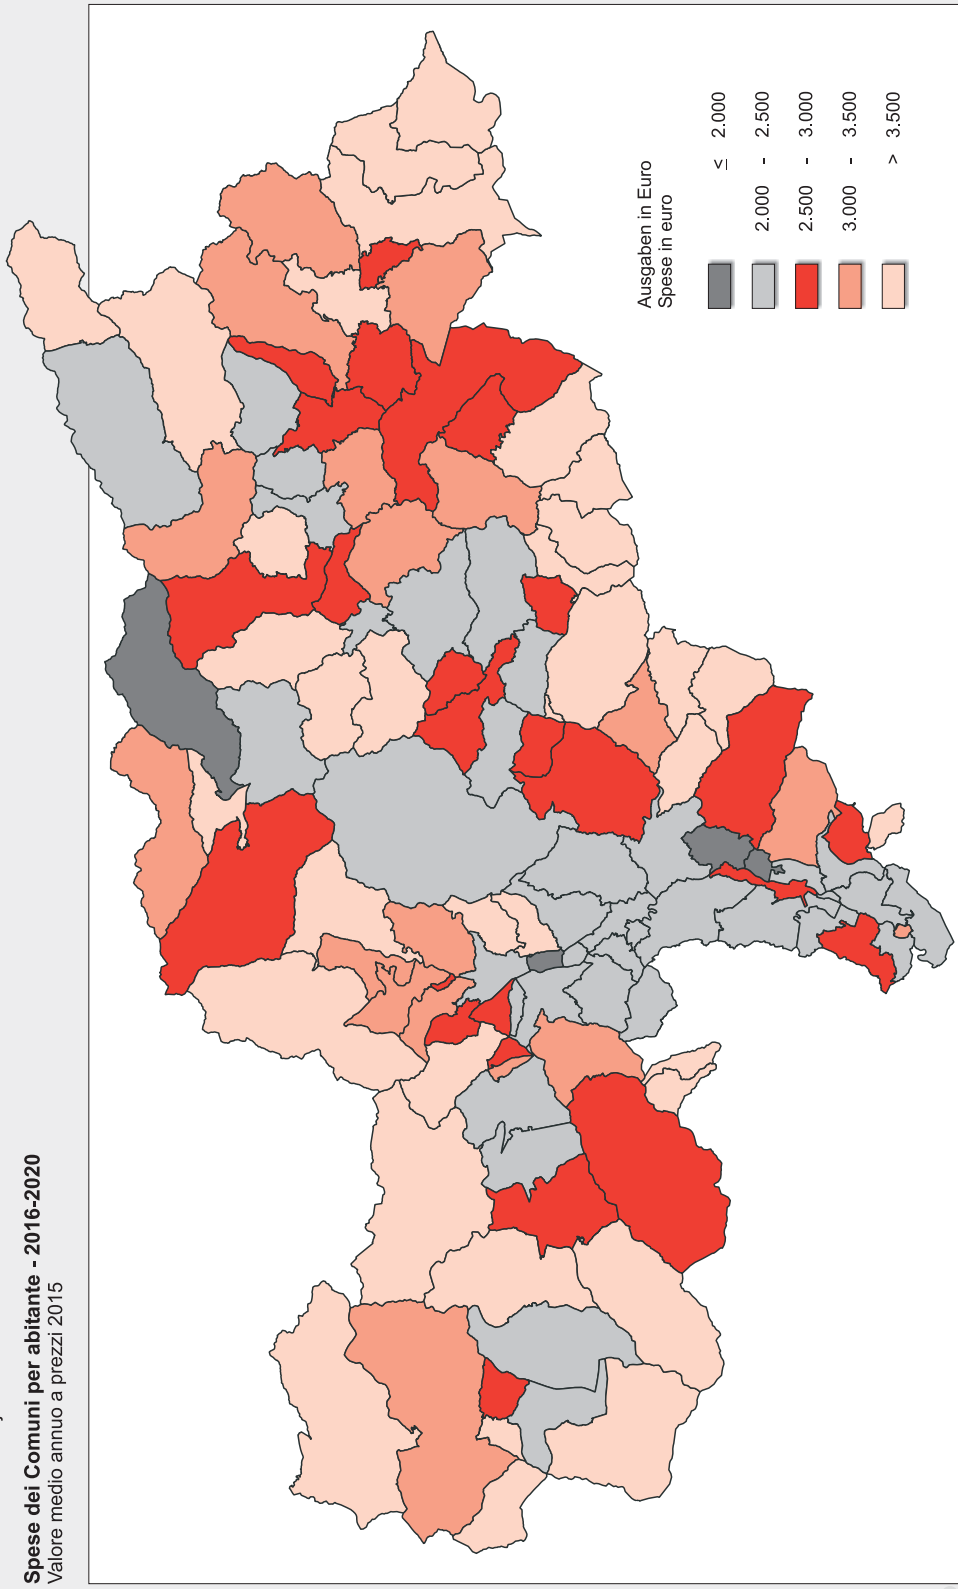 Spese dei Comuni per abitante - 2016-2020
Valore medio annuo a prezzi 2015
Ausgaben in Euro
Spese in euro
≤ 2.000
2.000 - 2.500
2.500 - 3.000
3.000 - 3.500
> 3.500